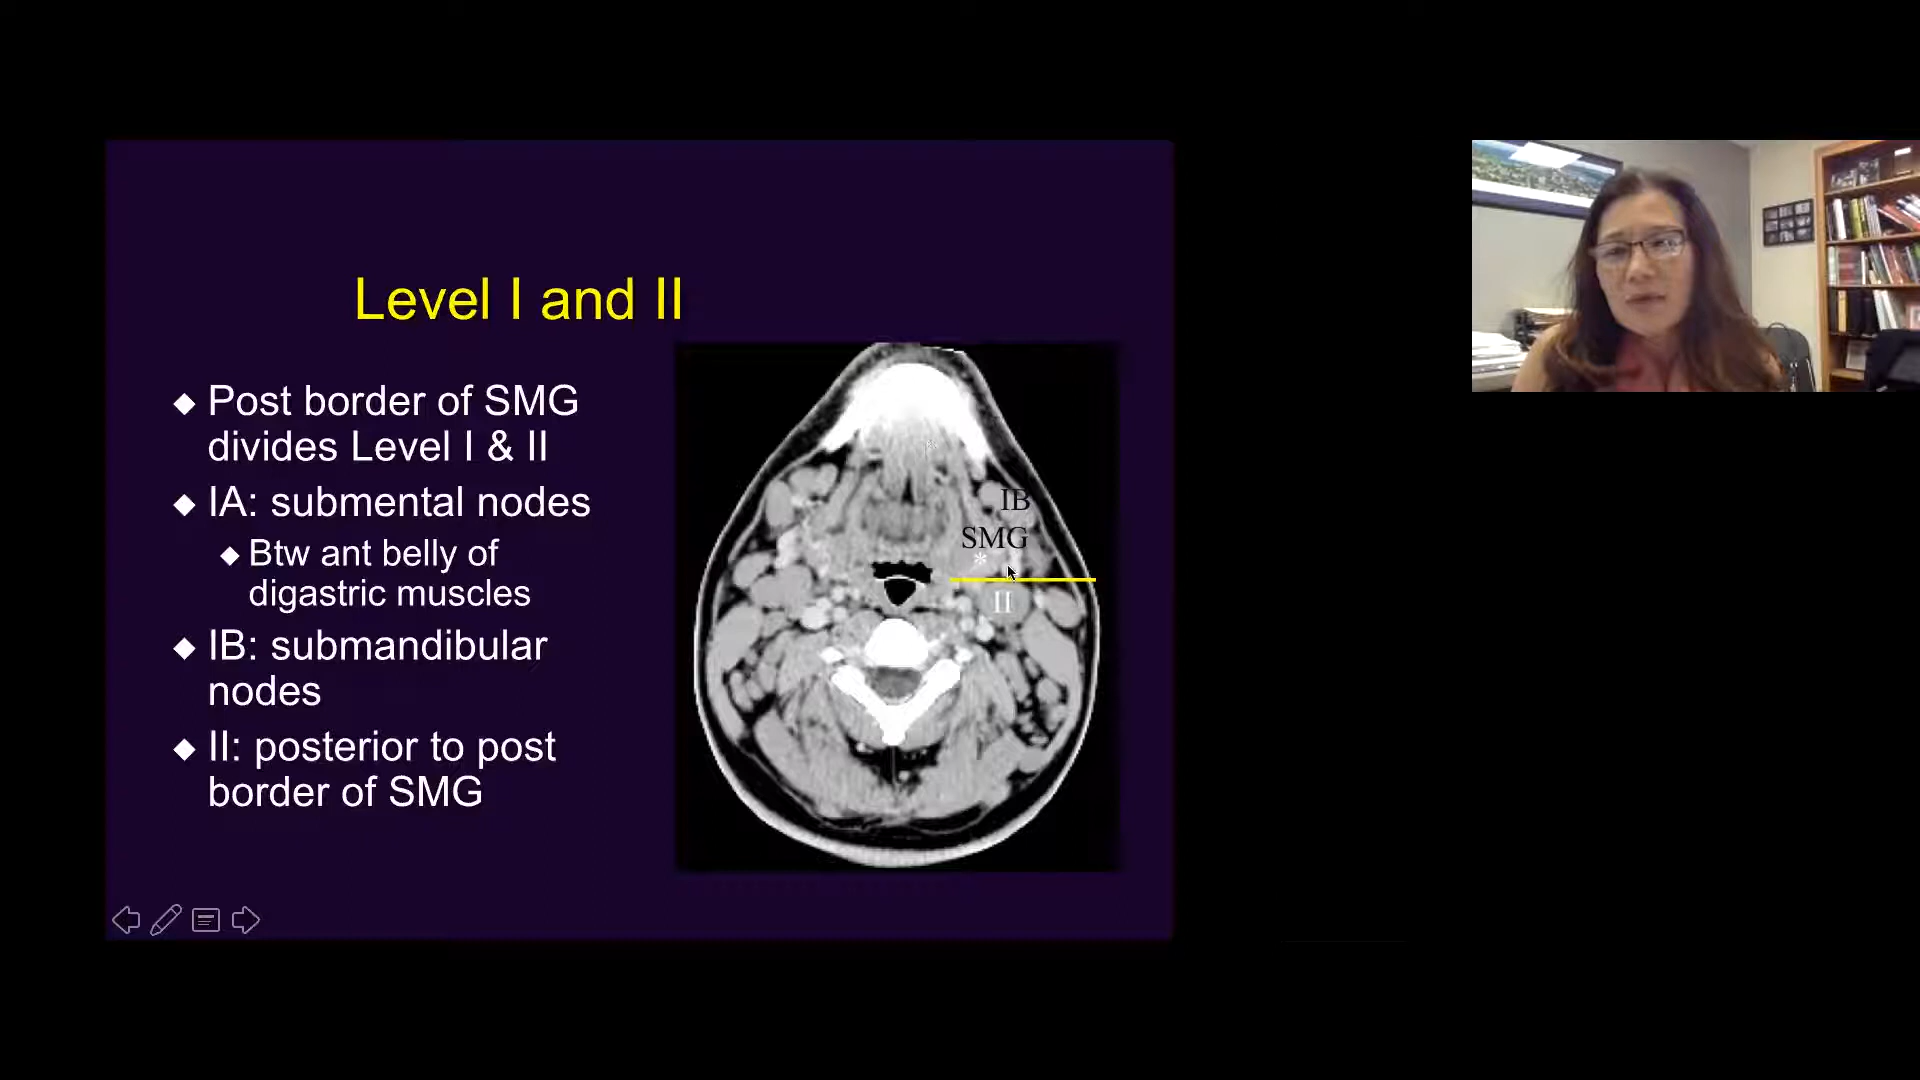 Level I and II
◆ Post border of SMG
divides Level I & II
◆ IA: submental nodes
◆ Btw ant belly of
digastric muscles
◆ IB: submandibular
nodes
◆ II: posterior to post
border of SMG
IB
SMG
*
II